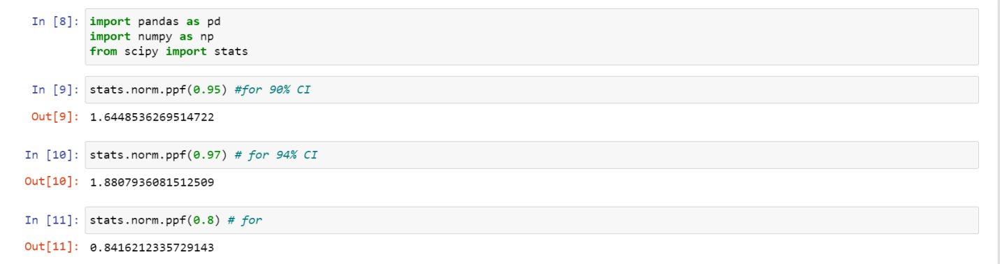 In [8]: import pandas as pd
import numpy as np
from scipy import stats
In [9]: stats.norm.ppf(0.95) #for 90% CI
Out[9]: 1.6448536269514722
In [10]: stats.norm.ppf(0.97) # for 94% CI
Out[10]: 1.8807936081512509
In [11]: stats.norm.ppf(0.8) # for
Out[11]: 0.8416212335729143